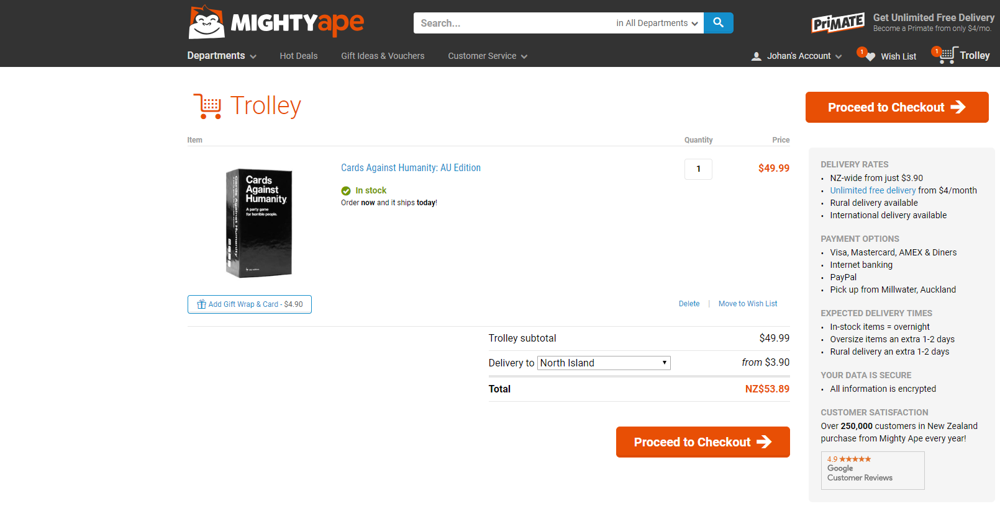 MIGHTYape
Search...
in All Departments
PriMATE
Get Unlimited Free Delivery
Become a Primate from only $4/mo.
Departments
Hot Deals
Gift Ideas & Vouchers
Customer Service
Johan's Account
1
Wish List
1
Trolley
Trolley
Proceed to Checkout
Item
Quantity
Price
Cards Against Humanity
Cards
Against
Humanity
A party game
for horrible people.
Cards Against Humanity: AU Edition
1
$49.99
In stock
Order now and it ships today!
Add Gift Wrap & Card - $4.90
Delete
Move to Wish List
Trolley subtotal
$49.99
Delivery to
North Island
from $3.90
Total
NZ$53.89
Proceed to Checkout
DELIVERY RATES
• NZ-wide from just $3.90
• Unlimited free delivery from $4/month
• Rural delivery available
• International delivery available
PAYMENT OPTIONS
• Visa, Mastercard, AMEX & Diners
• Internet banking
• PayPal
• Pick up from Millwater, Auckland
EXPECTED DELIVERY TIMES
• In-stock items = overnight
• Oversize items an extra 1-2 days
• Rural delivery an extra 1-2 days
YOUR DATA IS SECURE
• All information is encrypted
CUSTOMER SATISFACTION
Over 250,000 customers in New Zealand
purchase from Mighty Ape every year!
4.9 ★★★★★
Google
Customer Reviews